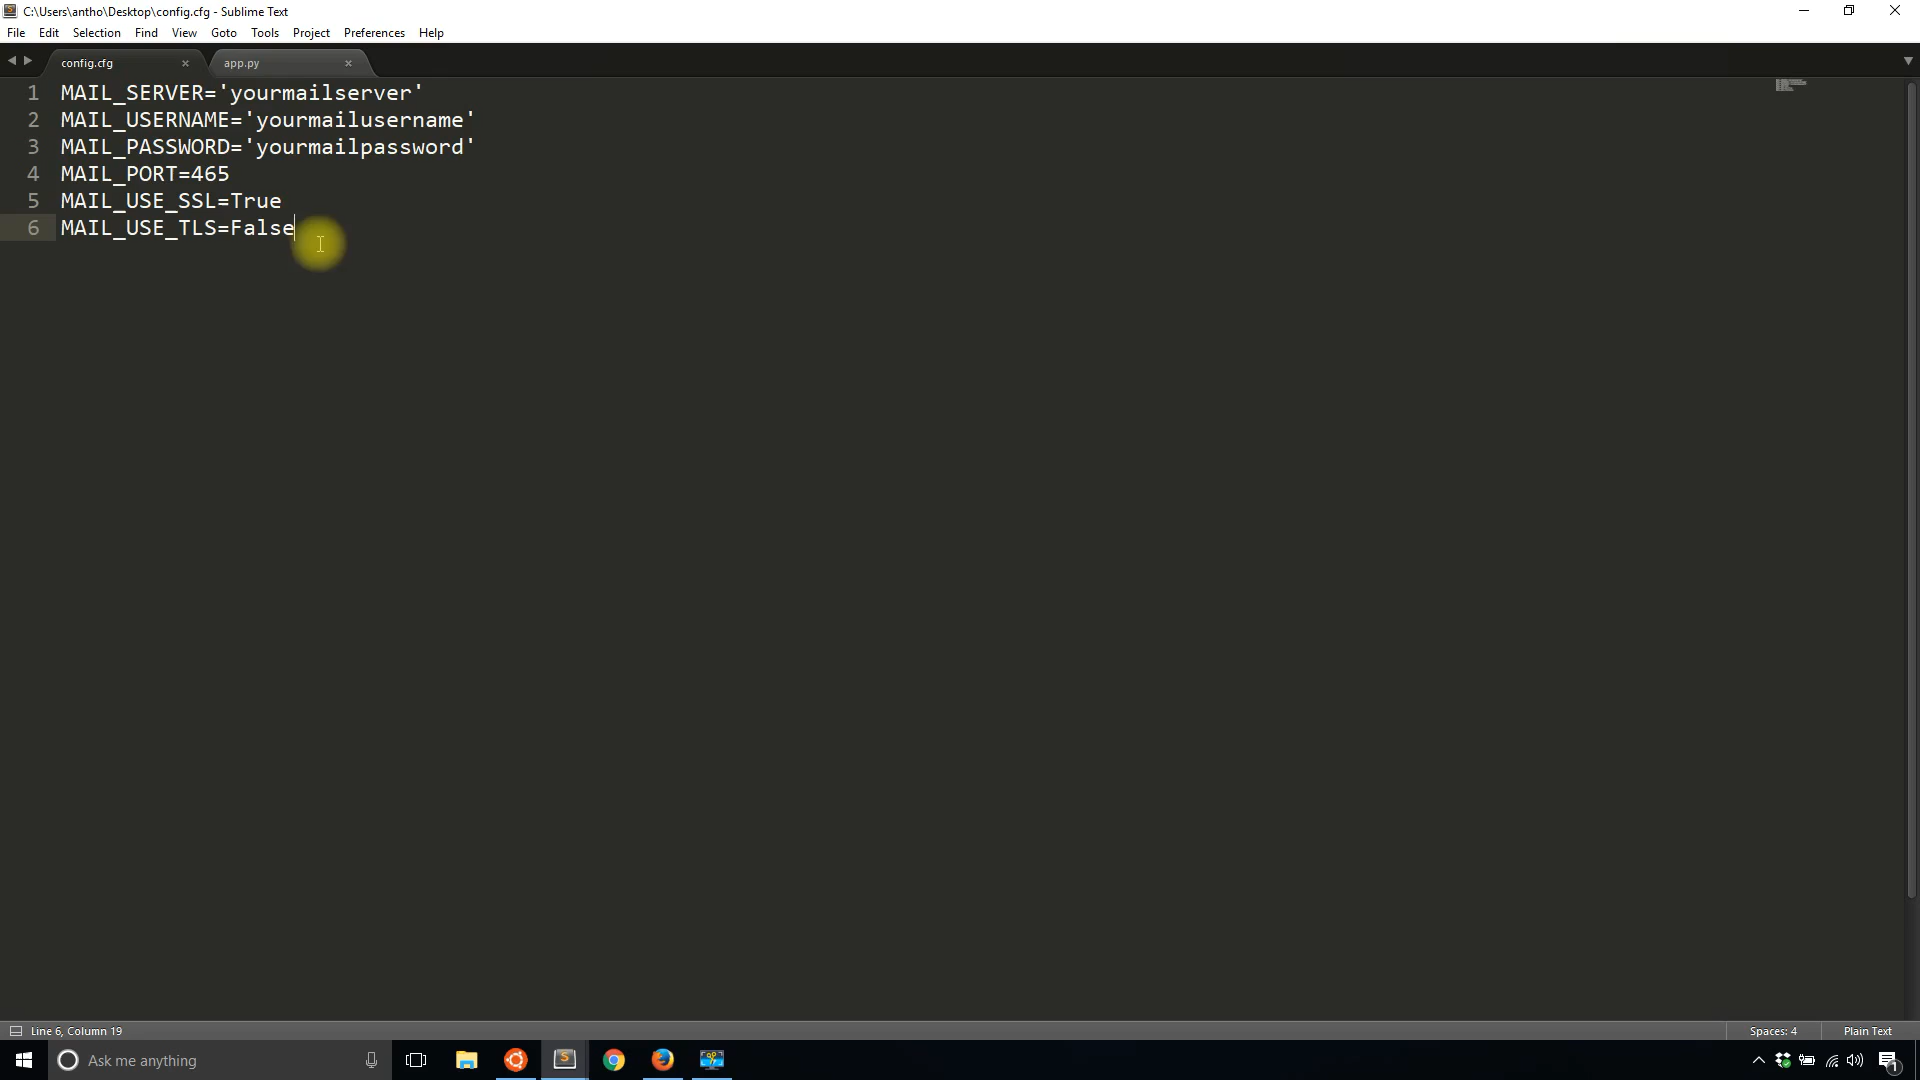 C:\Users\antho\Desktop\config.cfg - Sublime Text
File Edit Selection Find View Goto Tools Project Preferences Help
config.cfg × app.py ×
1 MAIL_SERVER='yourmailserver'
2 MAIL_USERNAME='yourmailusername'
3 MAIL_PASSWORD='yourmailpassword'
4 MAIL_PORT=465
5 MAIL_USE_SSL=True
6 MAIL_USE_TLS=False
Line 6, Column 19 Spaces: 4 Plain Text
Ask me anything S 1